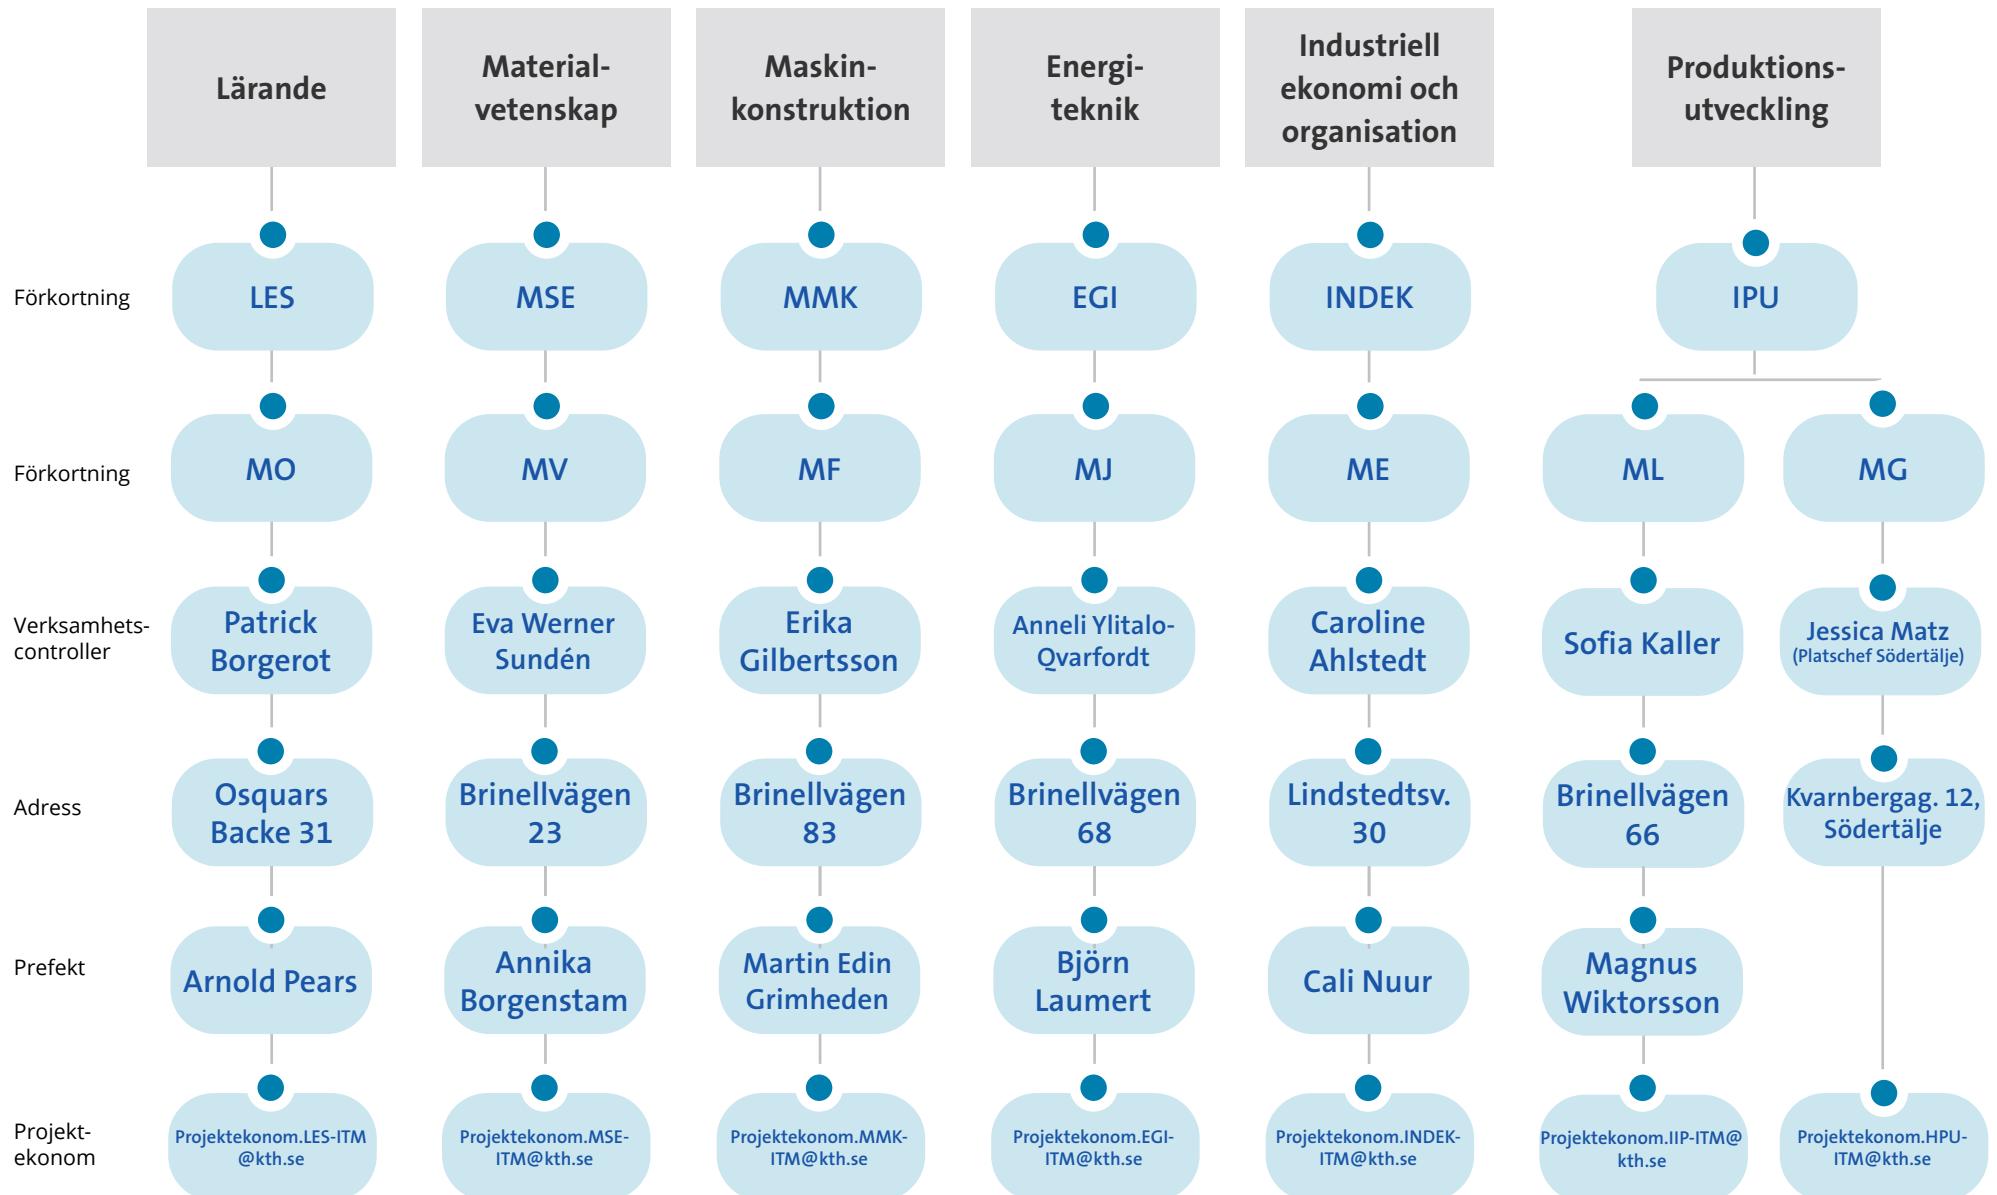 Lärande
Material-
vetenskap
Maskin-
konstruktion
Energi-
teknik
Industriell
ekonomi och
organisation
Produktions-
utveckling
Förkortning
LES
MSE
MMK
EGI
INDEK
IPU
Förkortning
MO
MV
MF
MJ
ME
ML
MG
Verksamhets-
controller
Patrick
Borgerot
Eva Werner
Sundén
Erika
Gilbertsson
Anneli Ylitalo-
Qvarfordt
Caroline
Ahlstedt
Sofia Kaller
Jessica Matz
(Platschef Södertälje)
Adress
Osquars
Backe 31
Brinellvägen
23
Brinellvägen
83
Brinellvägen
68
Lindstedtsv.
30
Brinellvägen
66
Kvarnbergag. 12,
Södertälje
Prefekt
Arnold Pears
Annika
Borgenstam
Martin Edin
Grimheden
Björn
Laumert
Cali Nuur
Magnus
Wiktorsson
Projekt-
ekonom
Projektekonom.LES-ITM
@kth.se
Projektekonom.MSE-
ITM@kth.se
Projektekonom.MMK-
ITM@kth.se
Projektekonom.EGI-
ITM@kth.se
Projektekonom.INDEK-
ITM@kth.se
Projektekonom.IIP-ITM@
kth.se
Projektekonom.HPU-
ITM@kth.se